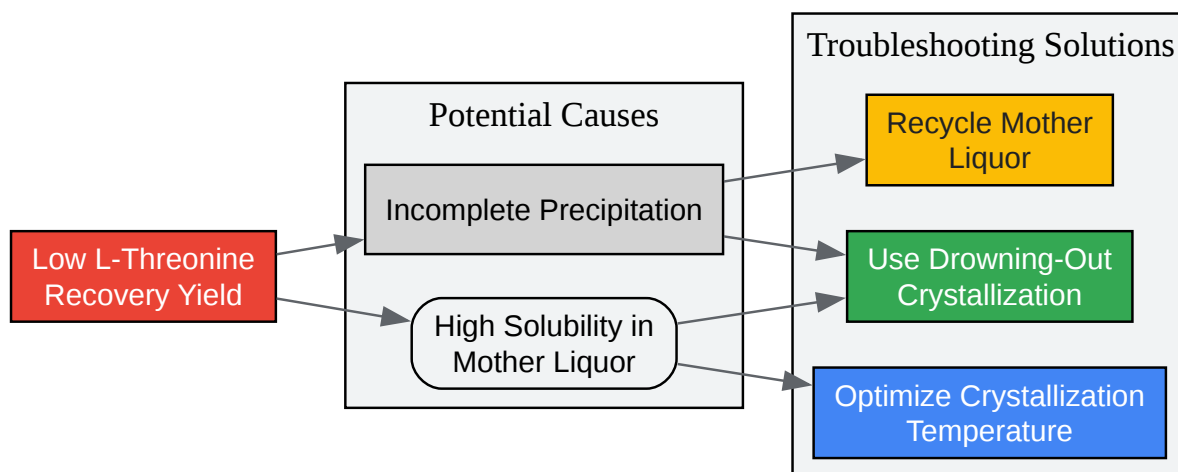 Troubleshooting Solutions
Potential Causes
Recycle Mother
Liquor
Incomplete Precipitation
Low L-Threonine
Recovery Yield
Use Drowning-Out
Crystallization
High Solubility in
Mother Liquor
Optimize Crystallization
Temperature